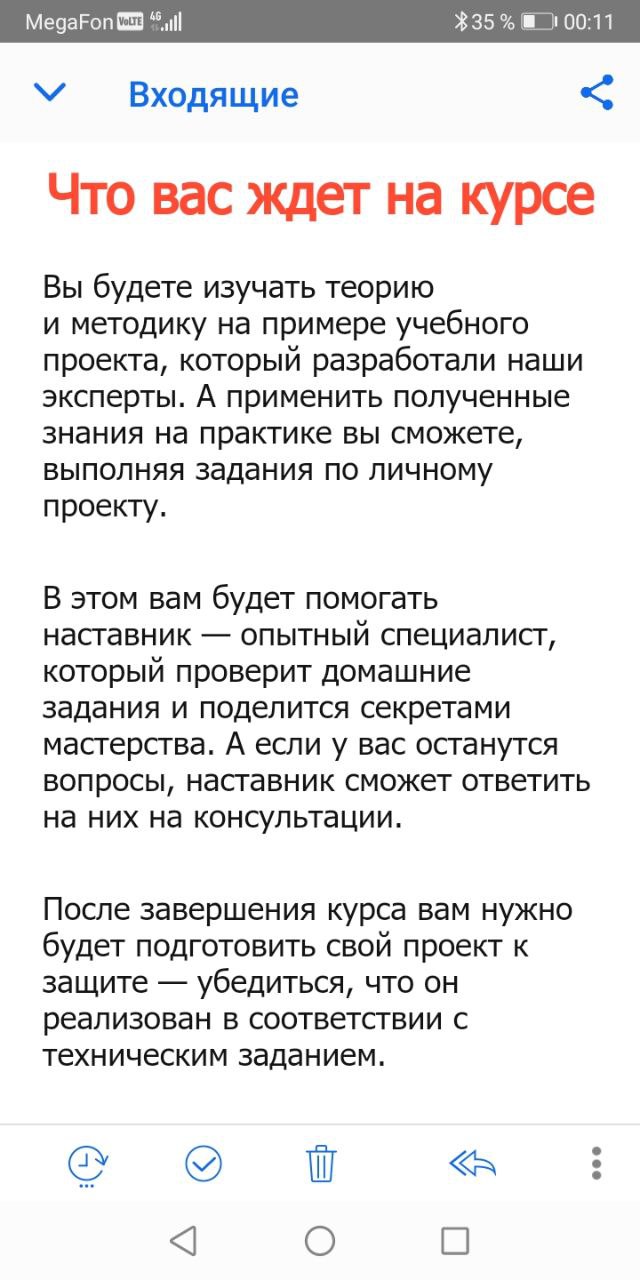 MegaFon VoLTE 4G 35 % 00:11
Входящие
Что вас ждет на курсе
Вы будете изучать теорию
и методику на примере учебного
проекта, который разработали наши
эксперты. А применить полученные
знания на практике вы сможете,
выполняя задания по личному
проекту.
В этом вам будет помогать
наставник — опытный специалист,
который проверит домашние
задания и поделится секретами
мастерства. А если у вас останутся
вопросы, наставник сможет ответить
на них на консультации.
После завершения курса вам нужно
будет подготовить свой проект к
защите — убедиться, что он
реализован в соответствии с
техническим заданием.